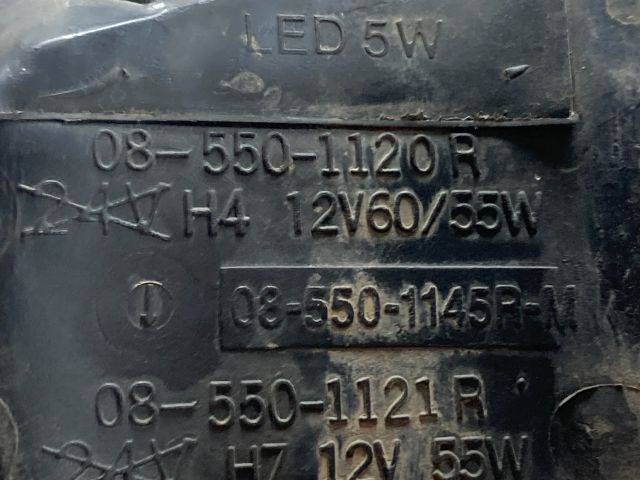 LED 5W
08-550-1120 R
24V H4 12V60/55W
08-550-1145R-M
08-550-1121 R
24V H7 12V 55W